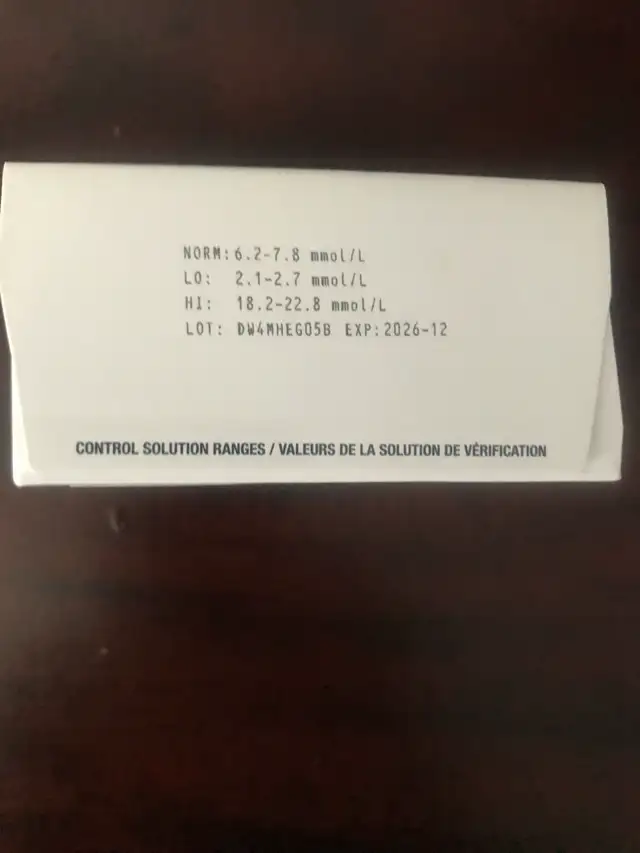 NORM: 6.2-7.8 mmol/L
LO: 2.1-2.7 mmol/L
HI: 18.2-22.8 mmol/L
LOT: DW4MHEG05B EXP: 2026-12
CONTROL SOLUTION RANGES / VALEURS DE LA SOLUTION DE VÉRIFICATION